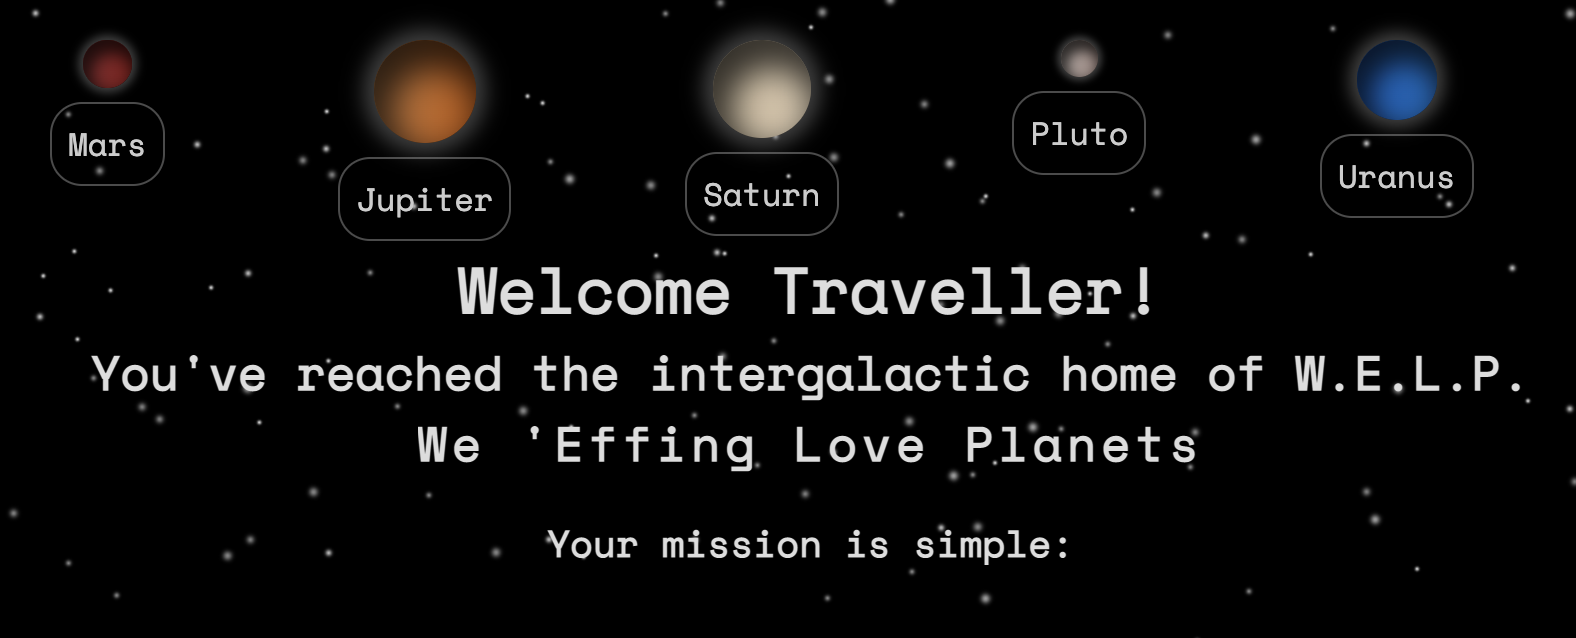 Mars
Jupiter
Saturn
Pluto
Uranus
Welcome Traveller!
You've reached the intergalactic home of W.E.L.P.
We 'Effing Love Planets
Your mission is simple: